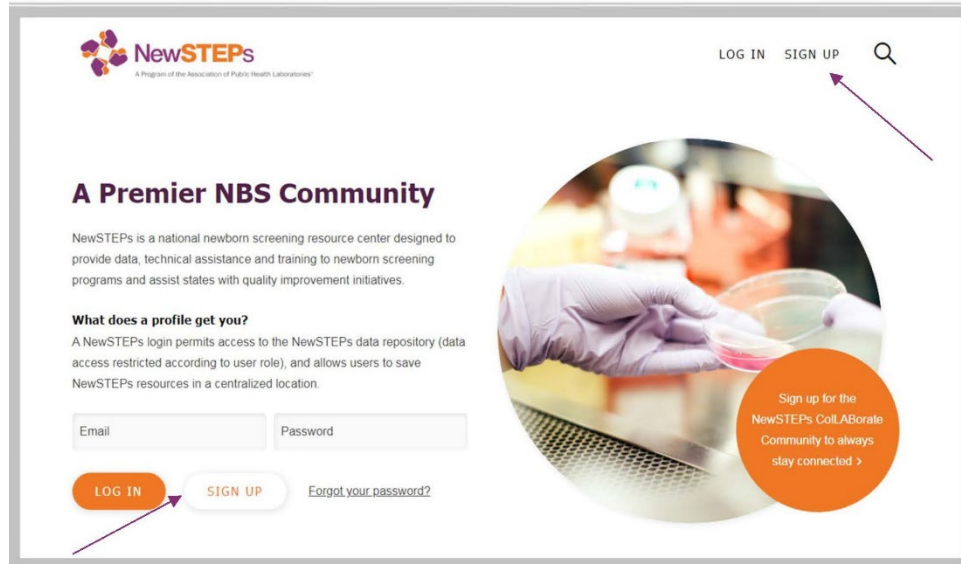 NewSTEPs
A Program of the Association of Public Health Laboratories™
LOG IN SIGN UP
A Premier NBS Community
NewSTEPs is a national newborn screening resource center designed to
provide data, technical assistance and training to newborn screening
programs and assist states with quality improvement initiatives.
What does a profile get you?
A NewSTEPs login permits access to the NewSTEPs data repository (data
access restricted according to user role), and allows users to save
NewSTEPs resources in a centralized location.
Email Password
LOG IN SIGN UP Forgot your password?
Sign up for the
NewSTEPs ColLABorate
Community to always
stay connected >